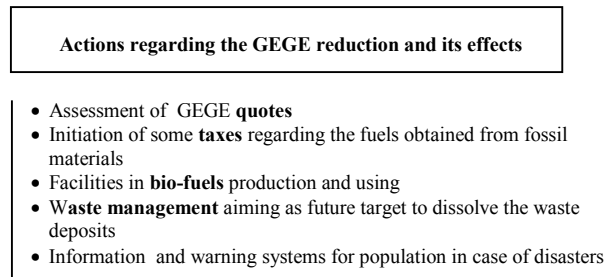 Actions regarding the GEGE reduction and its effects
• Assessment of GEGE quotes
• Initiation of some taxes regarding the fuels obtained from fossil
materials
• Facilities in bio-fuels production and using
• Waste management aiming as future target to dissolve the waste
deposits
• Information and warning systems for population in case of disasters